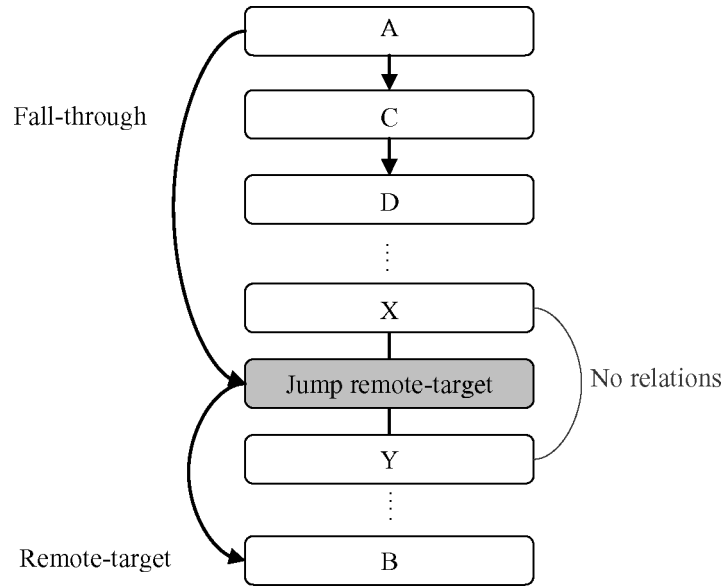 A
Fall-through
C
D
X
Jump remote-target
No relations
Y
Remote-target
B